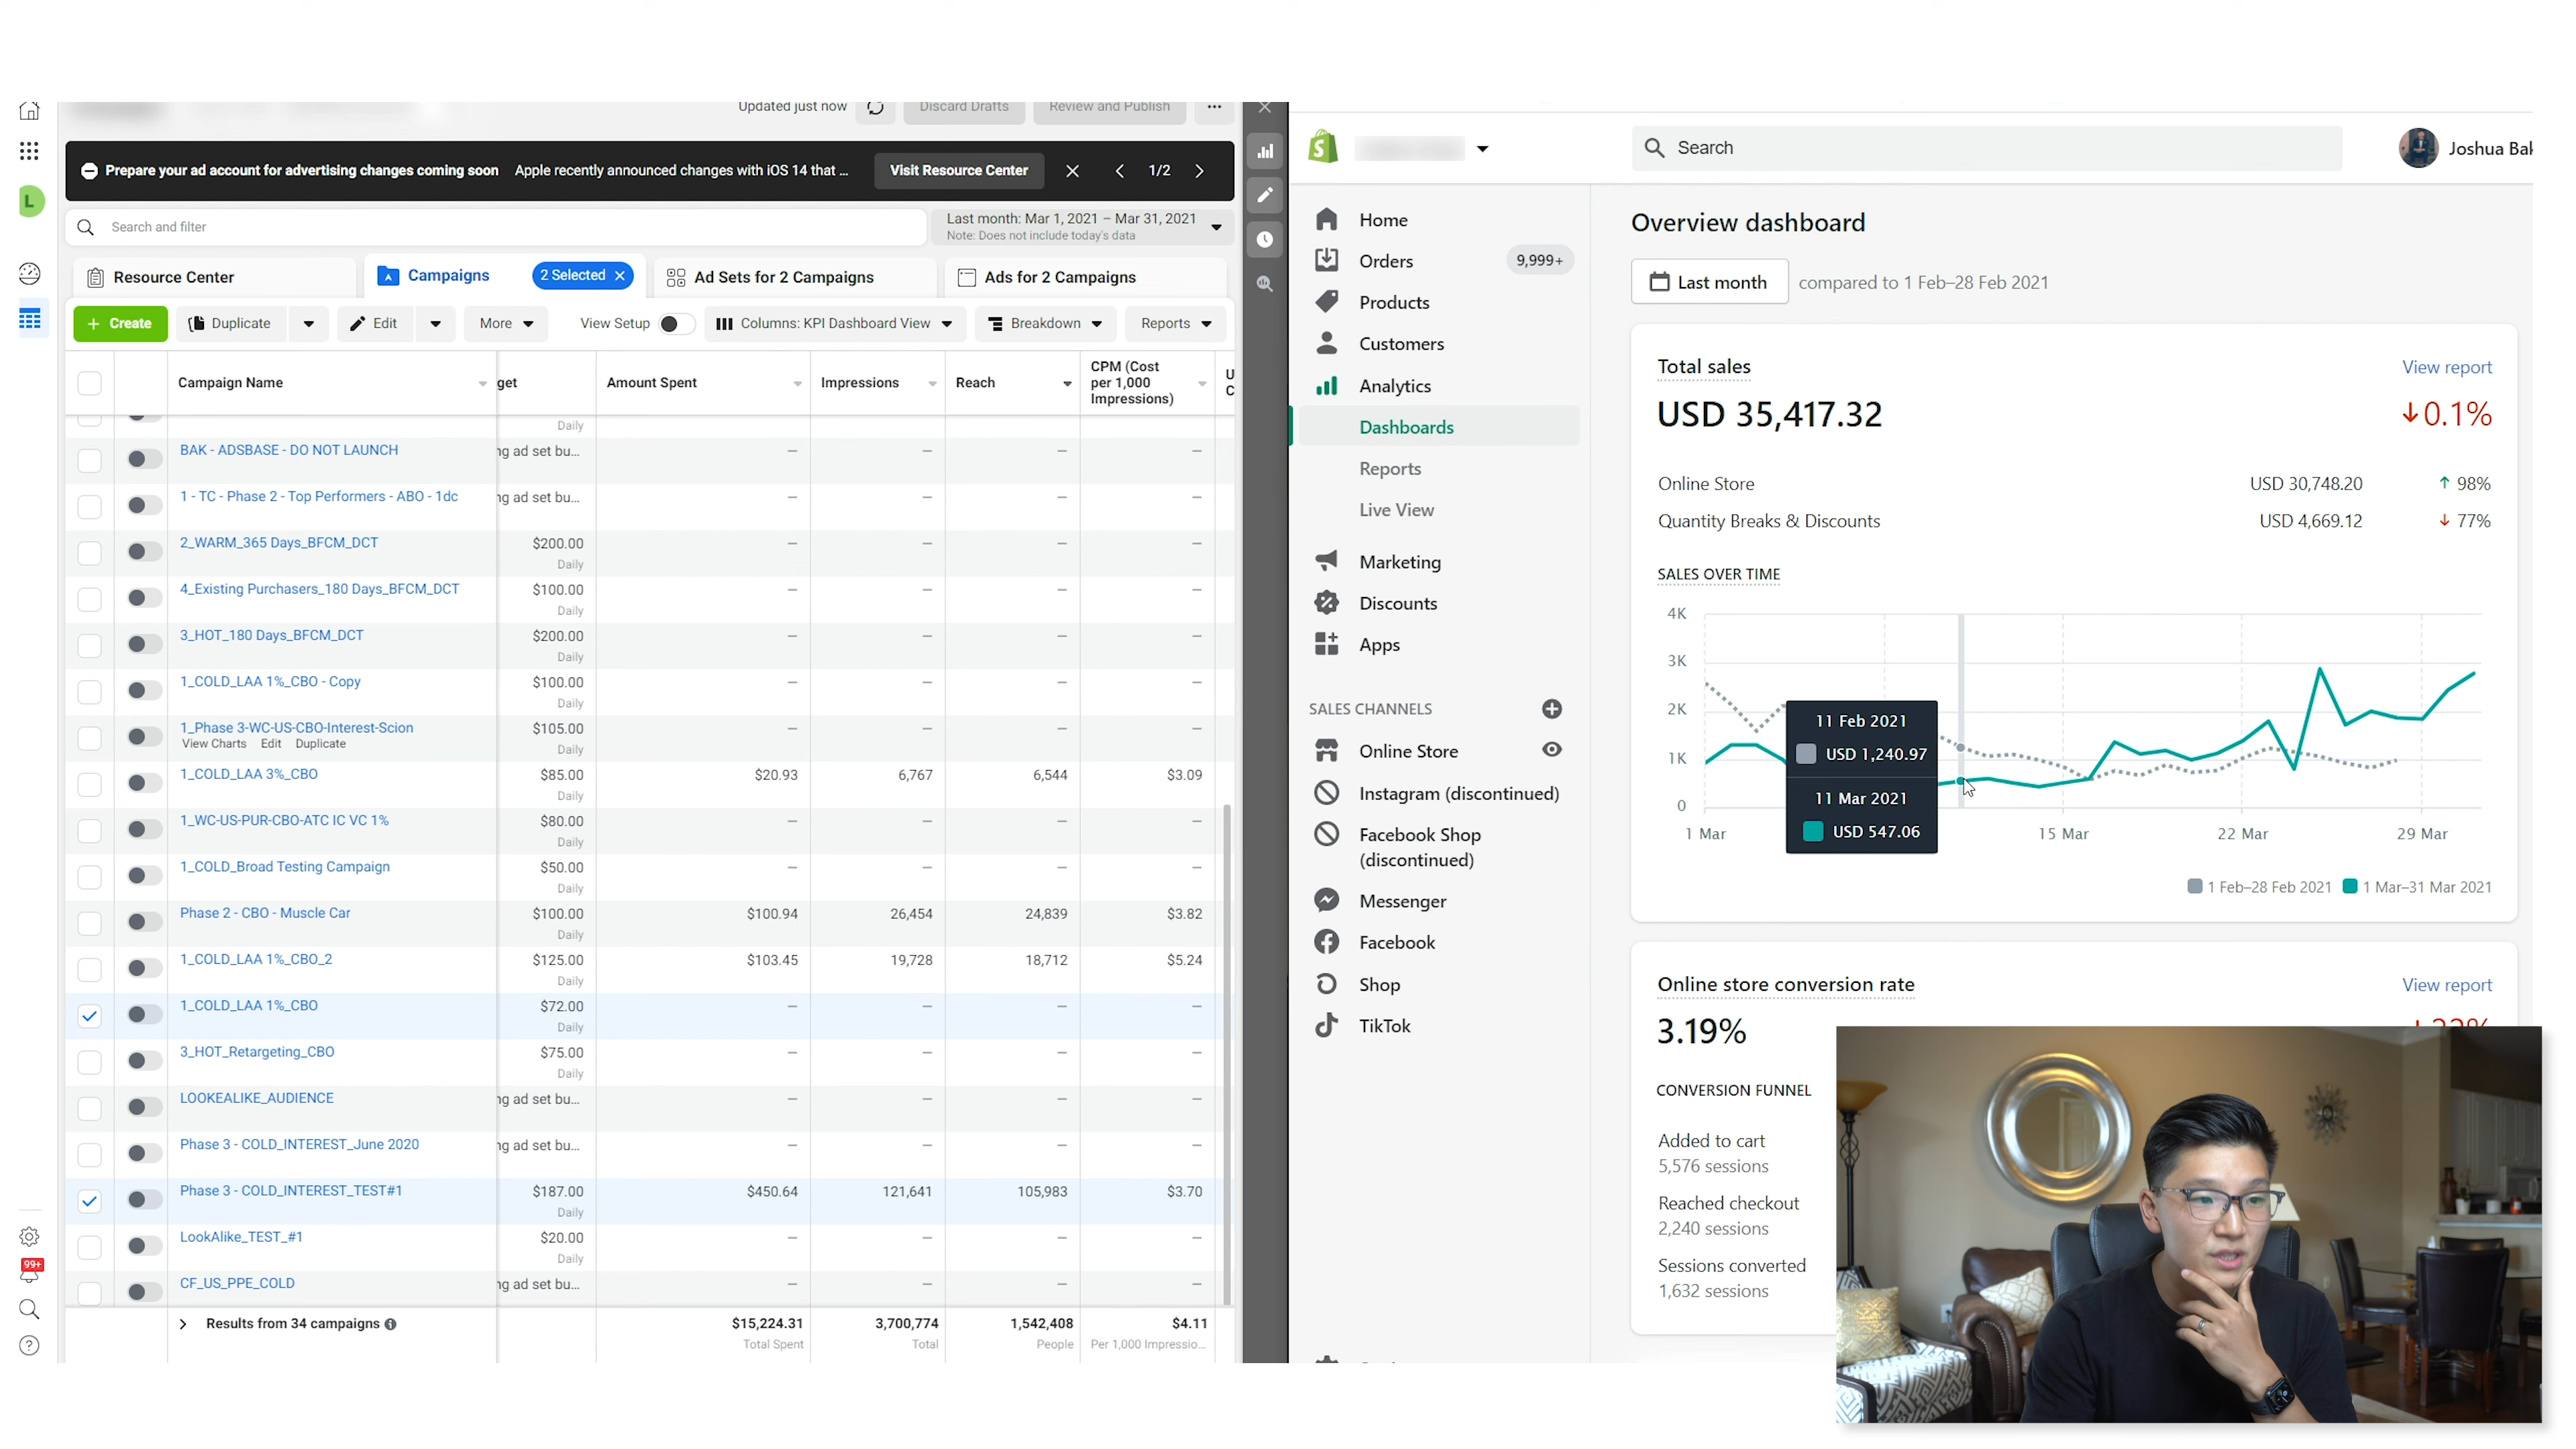 Updated just now
Discard Drafts
Review and Publish
Prepare your ad account for advertising changes coming soon
Apple recently announced changes with iOS 14 that ...
Visit Resource Center
1/2
L
Search and filter
Last month: Mar 1, 2021 – Mar 31, 2021
Note: Does not include today's data
Resource Center
Campaigns
2 Selected
Ad Sets for 2 Campaigns
Ads for 2 Campaigns
+ Create
Duplicate
Edit
More
View Setup
Columns: KPI Dashboard View
Breakdown
Reports
Campaign Name
get
Amount Spent
Impressions
Reach
CPM (Cost
per 1,000
Impressions)
U
C
Daily
BAK - ADSBASE - DO NOT LAUNCH
ng ad set bu... — — — —
1 - TC - Phase 2 - Top Performers - ABO - 1dc
ng ad set bu... — — — —
2_WARM_365 Days_BFCM_DCT
$200.00 — — — —
Daily
4_Existing Purchasers_180 Days_BFCM_DCT
$100.00 — — — —
Daily
3_HOT_180 Days_BFCM_DCT
$200.00 — — — —
Daily
1_COLD_LAA 1%_CBO - Copy
$100.00 — — — —
Daily
1_Phase 3-WC-US-CBO-Interest-Scion
$105.00 — — — —
View Charts Edit Duplicate
Daily
1_COLD_LAA 3%_CBO
$85.00 $20.93 6,767 6,544 $3.09
Daily
1_WC-US-PUR-CBO-ATC IC VC 1%
$80.00 — — — —
Daily
1_COLD_Broad Testing Campaign
$50.00 — — — —
Daily
Phase 2 - CBO - Muscle Car
$100.00 $100.94 26,454 24,839 $3.82
Daily
1_COLD_LAA 1%_CBO_2
$125.00 $103.45 19,728 18,712 $5.24
Daily
1_COLD_LAA 1%_CBO
$72.00 — — — —
Daily
3_HOT_Retargeting_CBO
$75.00 — — — —
Daily
LOOKEALIKE_AUDIENCE
ng ad set bu... — — — —
Phase 3 - COLD_INTEREST_June 2020
ng ad set bu... — — — —
Phase 3 - COLD_INTEREST_TEST#1
$187.00 $450.64 121,641 105,983 $3.70
Daily
LookAlike_TEST_#1
$20.00 — — — —
Daily
CF_US_PPE_COLD
ng ad set bu... — — — —
Results from 34 campaigns
$15,224.31 3,700,774 1,542,408 $4.11
Total Spent Total People Per 1,000 Impressio...
99+
Search
Joshua Bak
Home
Orders
9,999+
Products
Customers
Analytics
Dashboards
Reports
Live View
Marketing
Discounts
Apps
SALES CHANNELS
Online Store
Instagram (discontinued)
Facebook Shop
(discontinued)
Messenger
Facebook
Shop
TikTok
Overview dashboard
Last month
compared to 1 Feb–28 Feb 2021
Total sales
View report
USD 35,417.32
↓0.1%
Online Store
USD 30,748.20
↑ 98%
Quantity Breaks & Discounts
USD 4,669.12
↓ 77%
SALES OVER TIME
4K
3K
2K
1K
0
11 Feb 2021
USD 1,240.97
11 Mar 2021
USD 547.06
1 Mar
15 Mar
22 Mar
29 Mar
1 Feb–28 Feb 2021
1 Mar–31 Mar 2021
Online store conversion rate
View report
3.19%
CONVERSION FUNNEL
Added to cart
5,576 sessions
Reached checkout
2,240 sessions
Sessions converted
1,632 sessions